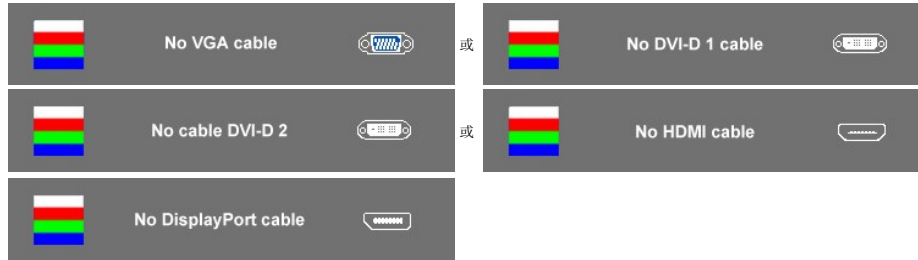 No VGA cable 或 No DVI-D 1 cable
No cable DVI-D 2 或 No HDMI cable
No DisplayPort cable